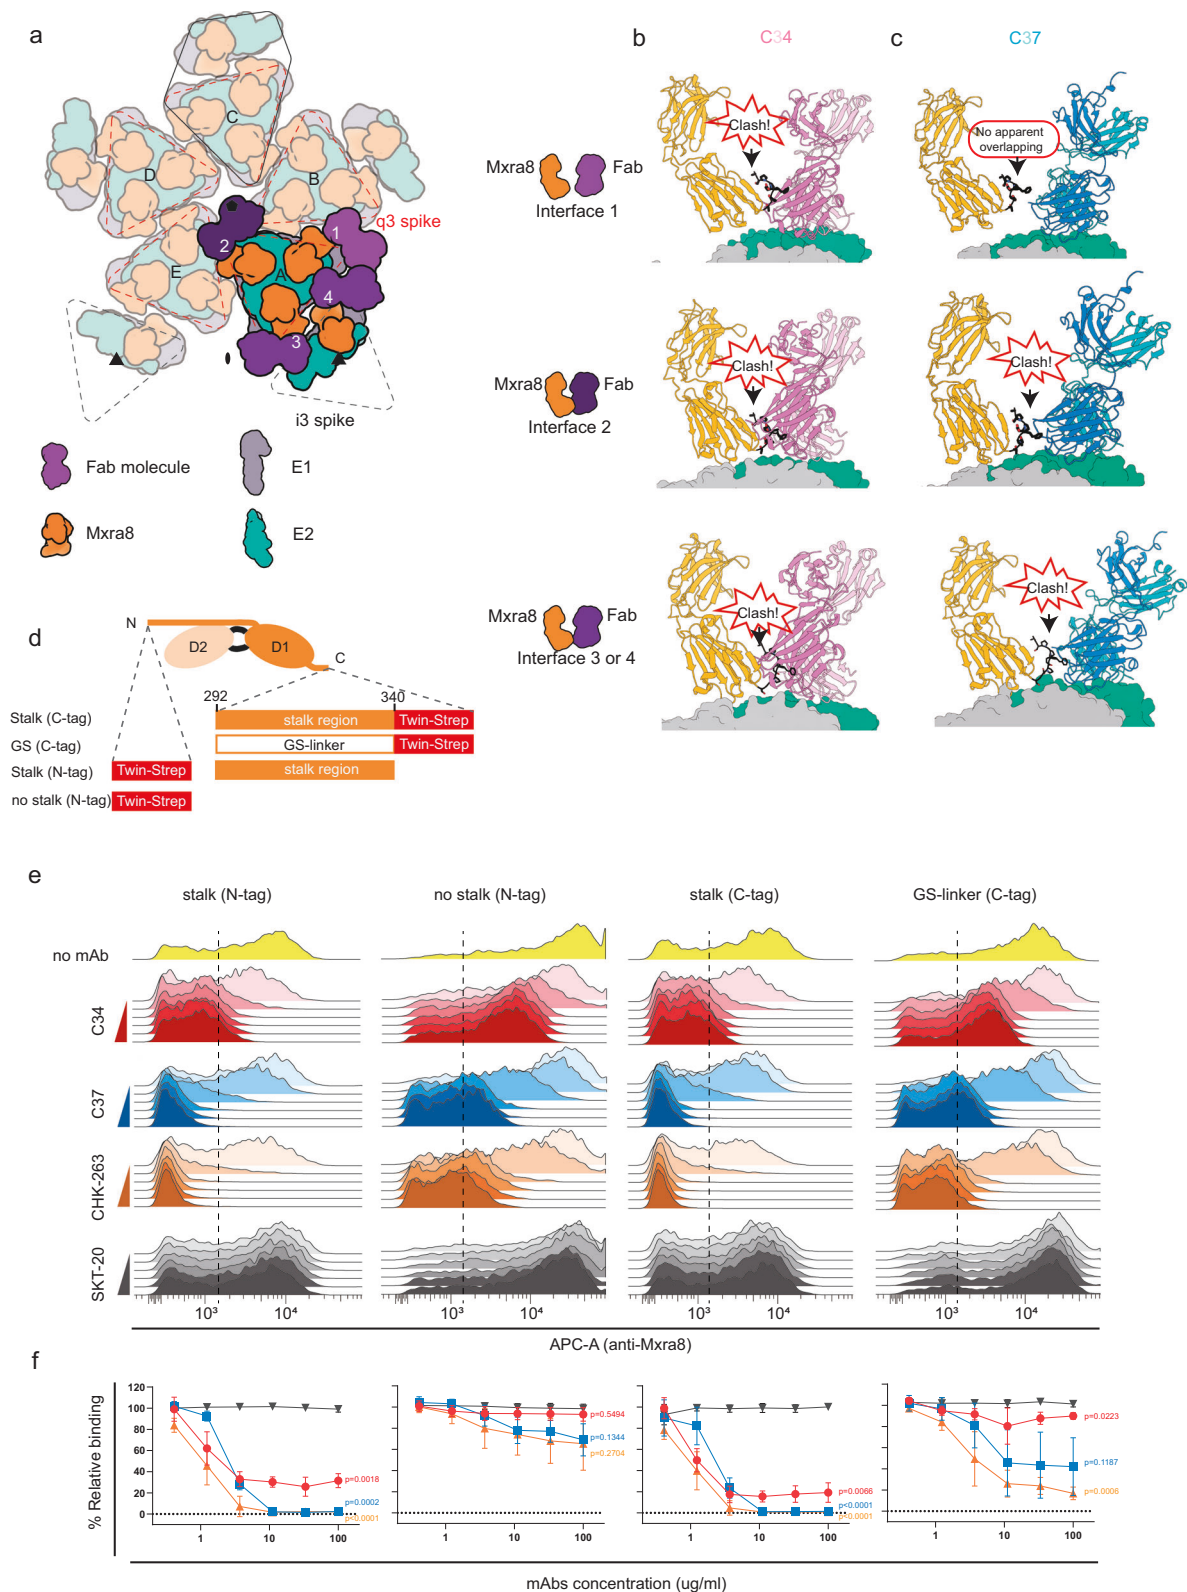 a
b
C34
c
C37
C
D
B
q3 spike
1
2
A
E
4
3
i3 spike
Fab molecule
E1
Mxra8
E2
Mxra8
Fab
Interface 1
Clash!
No apparent
overlapping
Mxra8
Fab
Interface 2
Clash!
Clash!
Mxra8
Fab
Interface 3 or 4
Clash!
Clash!
d
N
D2
D1
C
292
340
Stalk (C-tag)
stalk region
Twin-Strep
GS (C-tag)
GS-linker
Twin-Strep
Stalk (N-tag)
Twin-Strep
stalk region
no stalk (N-tag)
Twin-Strep
e
stalk (N-tag)
no stalk (N-tag)
stalk (C-tag)
GS-linker (C-tag)
no mAb
C34
C37
CHK-263
SKT-20
10³
10⁴
10³
10⁴
10³
10⁴
10³
10⁴
APC-A (anti-Mxra8)
f
% Relative binding
120
100
80
60
40
20
0
p=0.0018
p=0.0002
p<0.0001
1
10
100
p=0.5494
p=0.1344
p=0.2704
1
10
100
p=0.0066
p<0.0001
p<0.0001
1
10
100
p=0.0223
p=0.1187
p=0.0006
1
10
100
mAbs concentration (ug/ml)